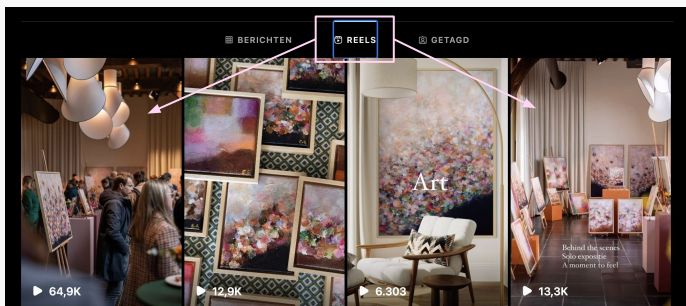 BERICHTEN
REELS
GETAGD
Art
Behind the scenes
Solo expositie
A moment to feel
64,9K
12,9K
6.303
13,3K